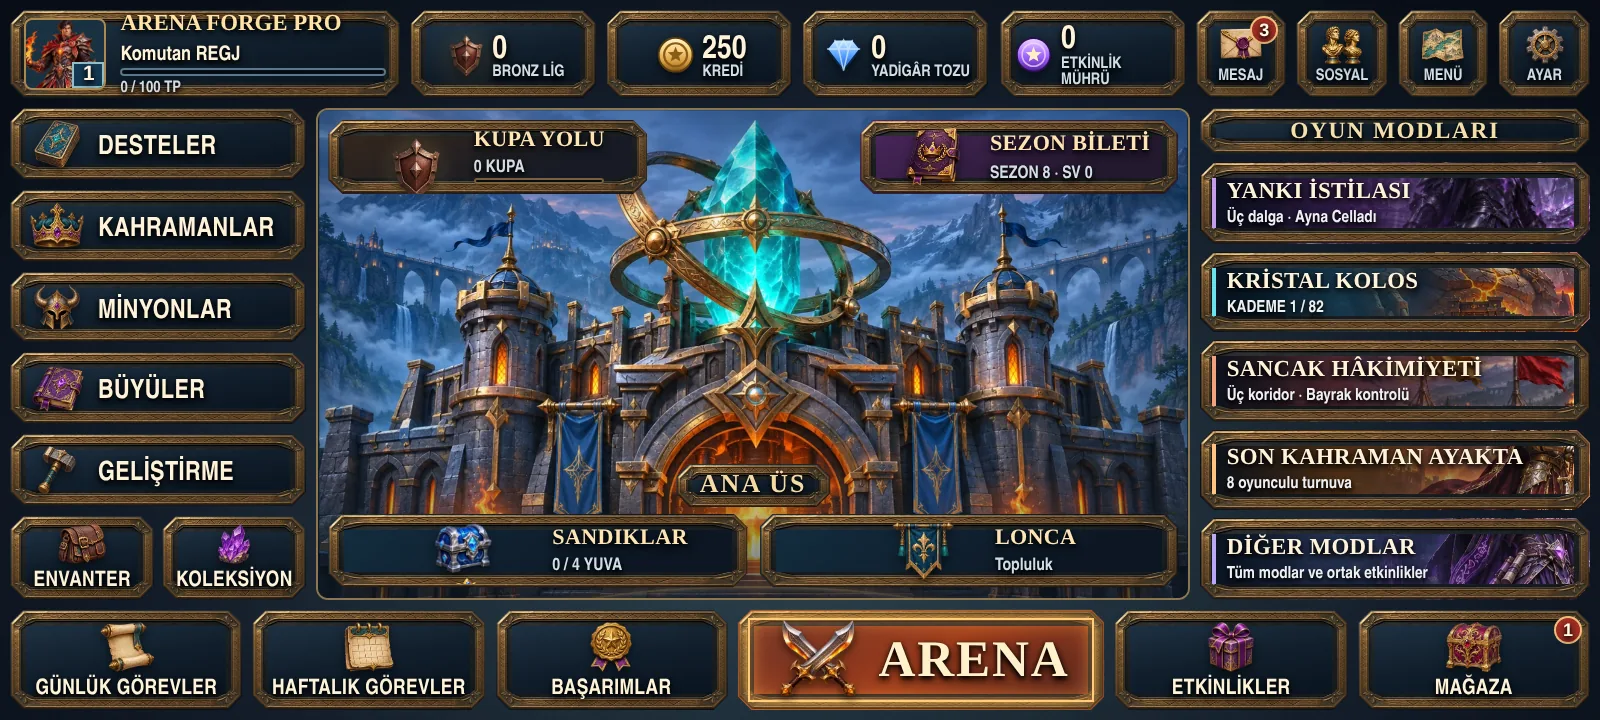 ARENA FORGE PRO
Komutan REGJ
1
0 / 100 TP
0
BRONZ LİG
250
KREDİ
0
YADİGÂR TOZU
0
ETKİNLİK
MÜHRÜ
3
MESAJ
SOSYAL
MENÜ
AYAR
DESTELER
KAHRAMANLAR
MİNYONLAR
BÜYÜLER
GELİŞTİRME
ENVANTER
KOLEKSİYON
KUPA YOLU
0 KUPA
SEZON BİLETİ
SEZON 8 · SV 0
ANA ÜS
SANDIKLAR
0 / 4 YUVA
LONCA
Topluluk
OYUN MODLARI
YANKI İSTİLASI
Üç dalga · Ayna Celladı
KRİSTAL KOLOS
KADEME 1 / 82
SANCAK HÂKİMİYETİ
Üç koridor · Bayrak kontrolü
SON KAHRAMAN AYAKTA
8 oyunculu turnuva
DİĞER MODLAR
Tüm modlar ve ortak etkinlikler
GÜNLÜK GÖREVLER
HAFTALIK GÖREVLER
BAŞARIMLAR
ARENA
ETKİNLİKLER
1
MAĞAZA